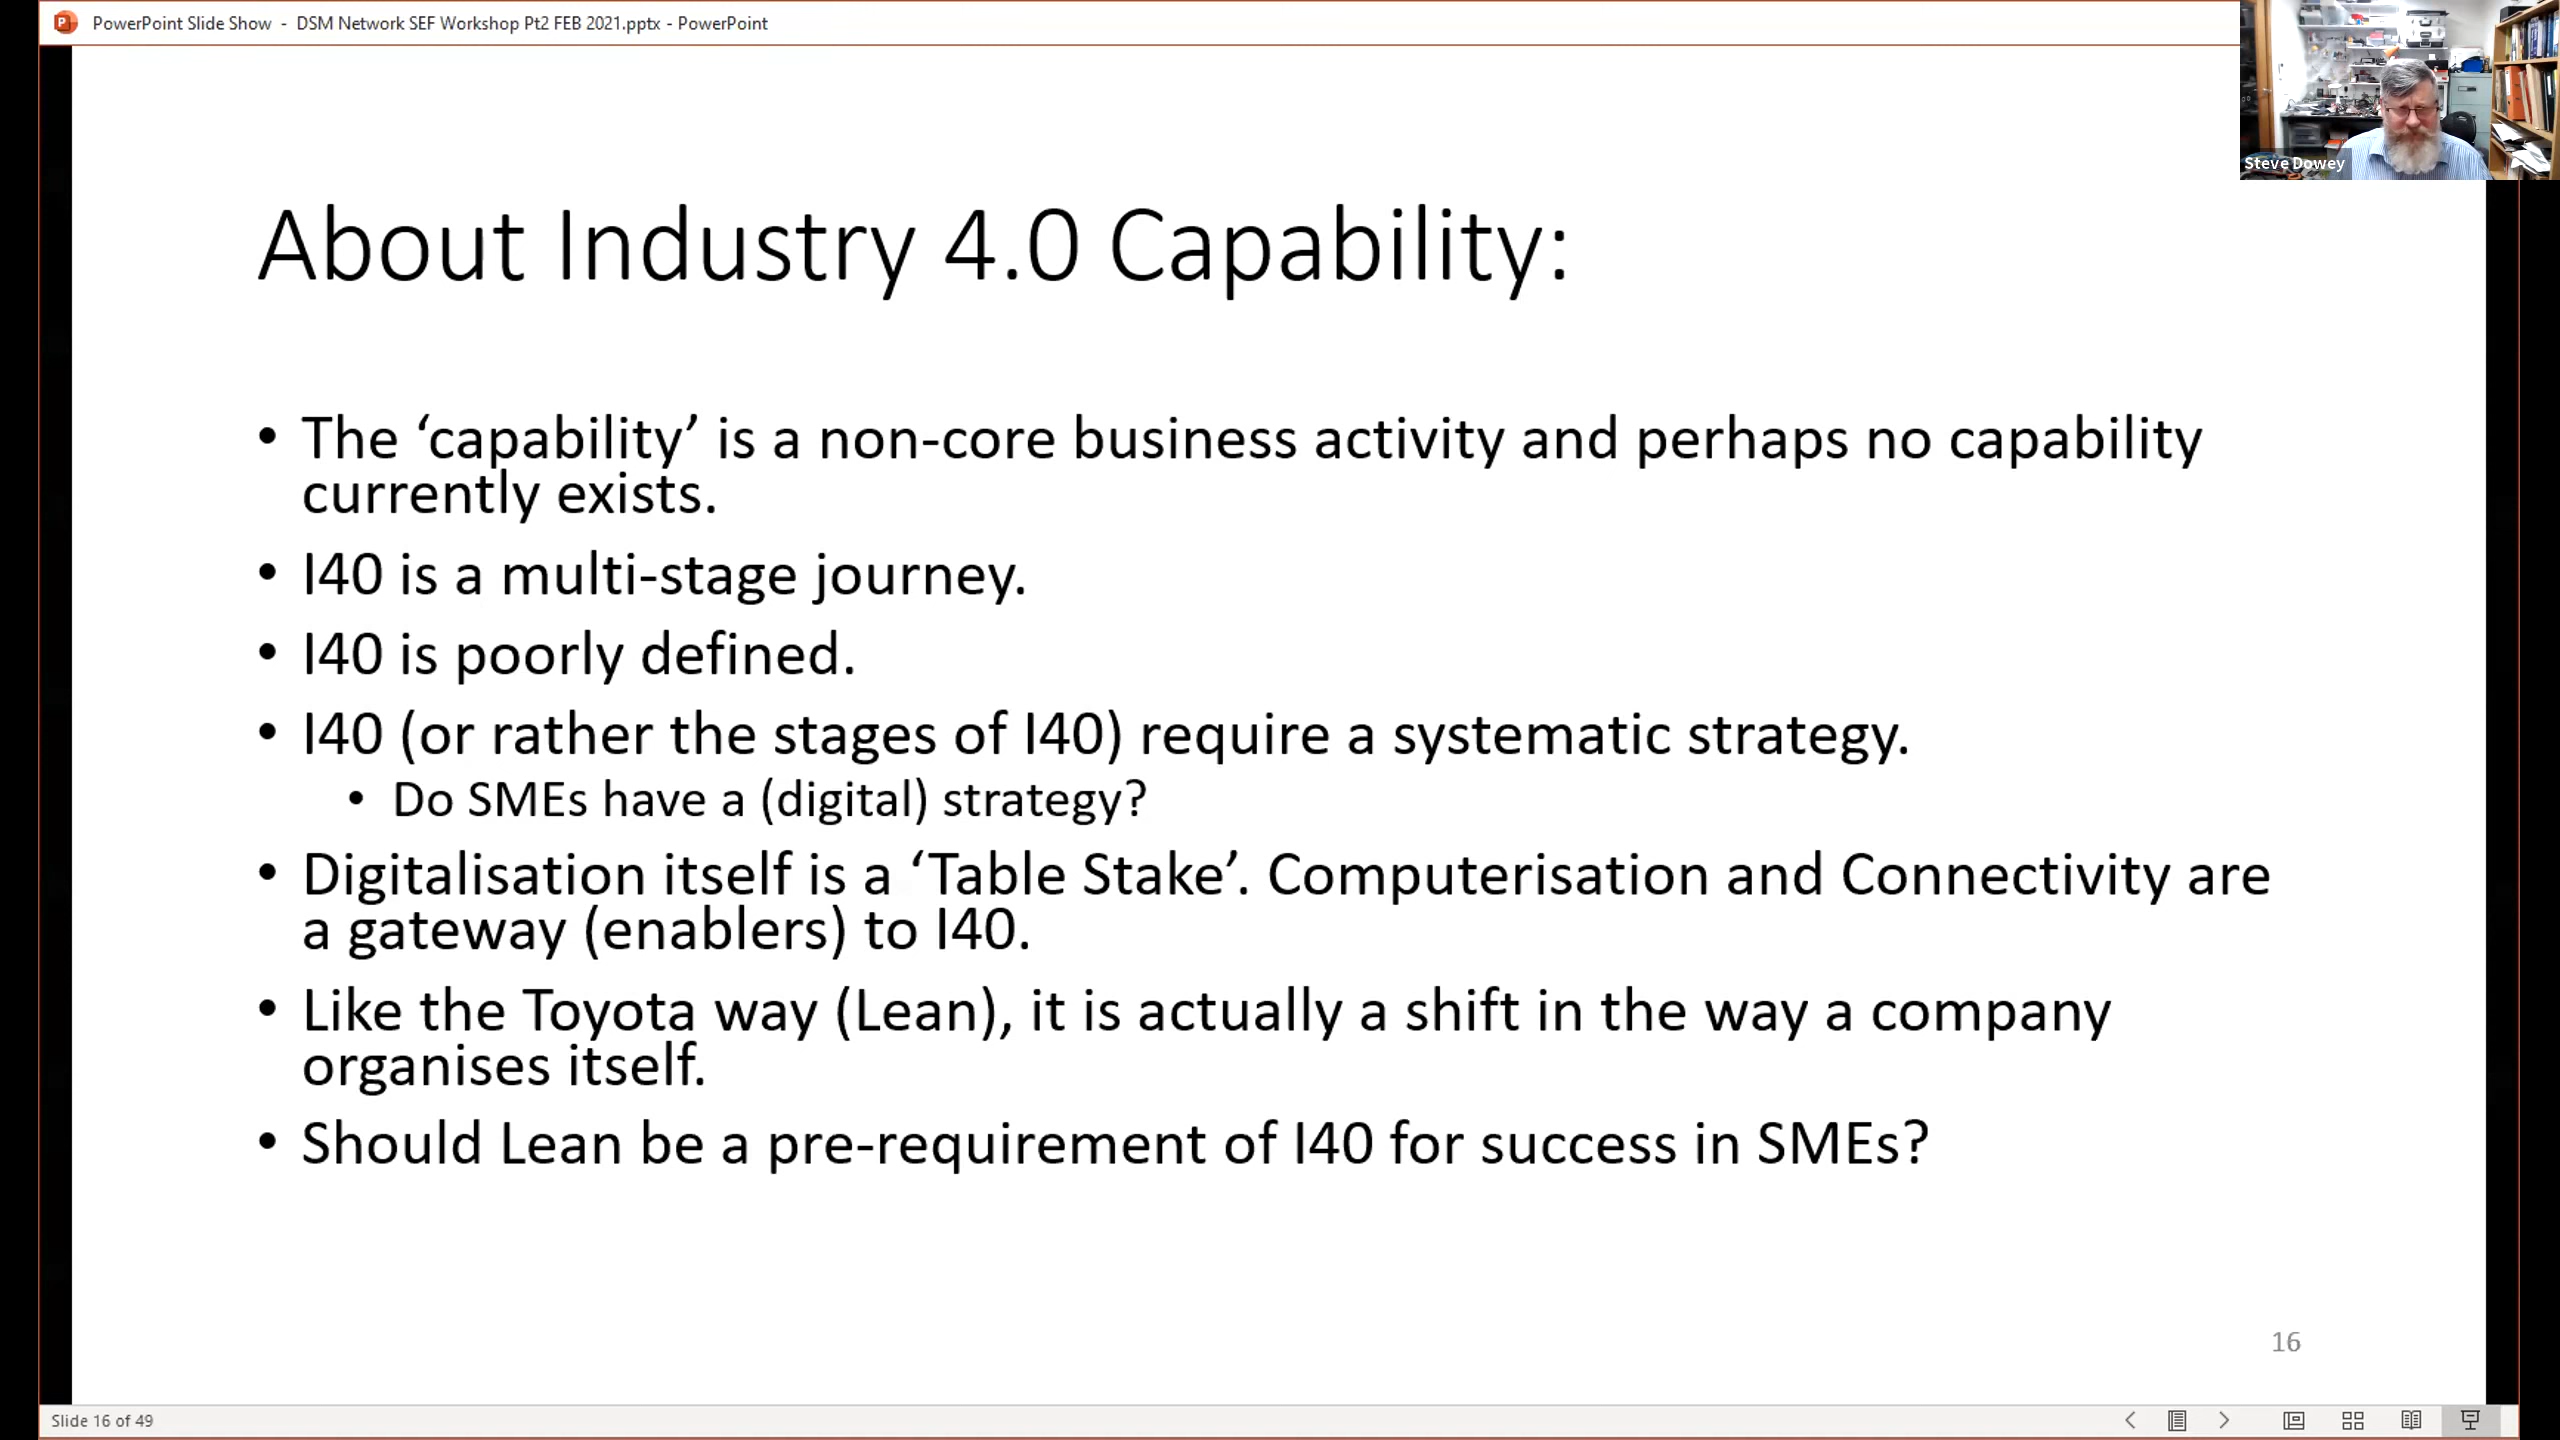 PowerPoint Slide Show - DSM Network SEF Workshop Pt2 FEB 2021.pptx - PowerPoint
Steve Dowey
About Industry 4.0 Capability:
• The ‘capability’ is a non-core business activity and perhaps no capability
currently exists.
• I40 is a multi-stage journey.
• I40 is poorly defined.
• I40 (or rather the stages of I40) require a systematic strategy.
• Do SMEs have a (digital) strategy?
• Digitalisation itself is a ‘Table Stake’. Computerisation and Connectivity are
a gateway (enablers) to I40.
• Like the Toyota way (Lean), it is actually a shift in the way a company
organises itself.
• Should Lean be a pre-requirement of I40 for success in SMEs?
16
Slide 16 of 49